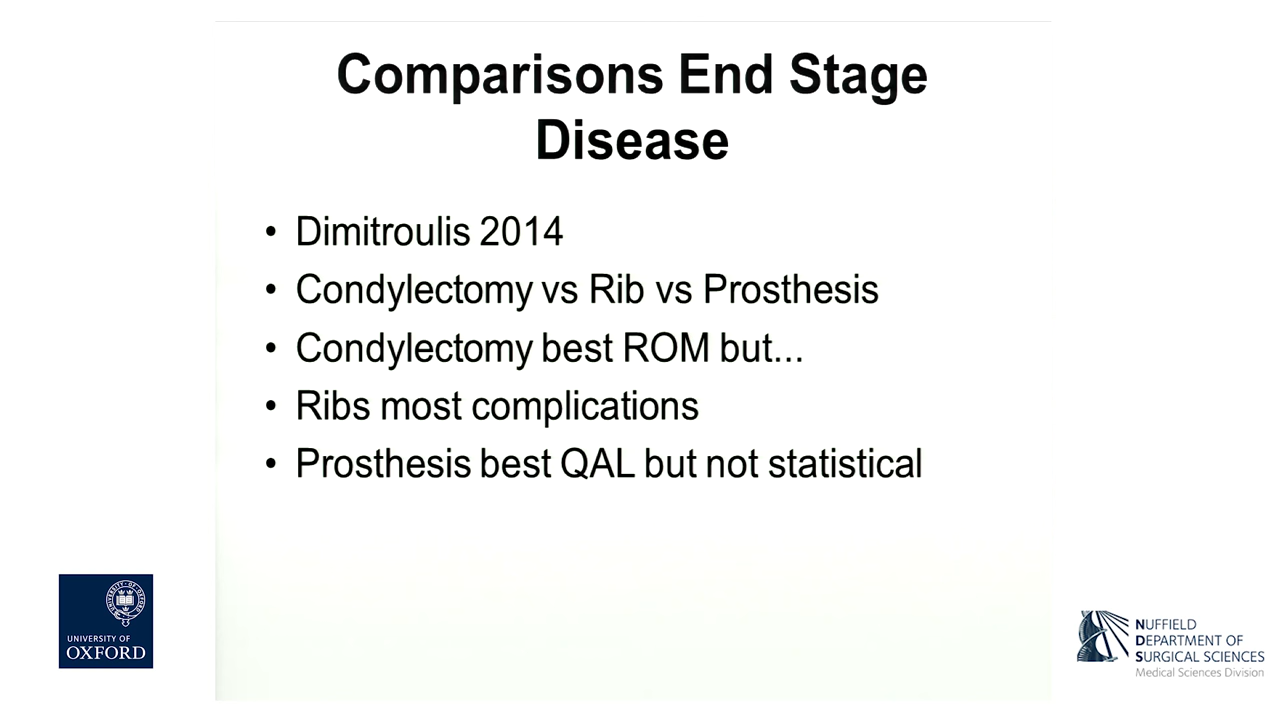 Comparisons End Stage
Disease
• Dimitroulis 2014
• Condylectomy vs Rib vs Prosthesis
• Condylectomy best ROM but...
• Ribs most complications
• Prosthesis best QAL but not statistical
UNIVERSITY OF
OXFORD
NUFFIELD
DEPARTMENT OF
SURGICAL SCIENCES
Medical Sciences Division